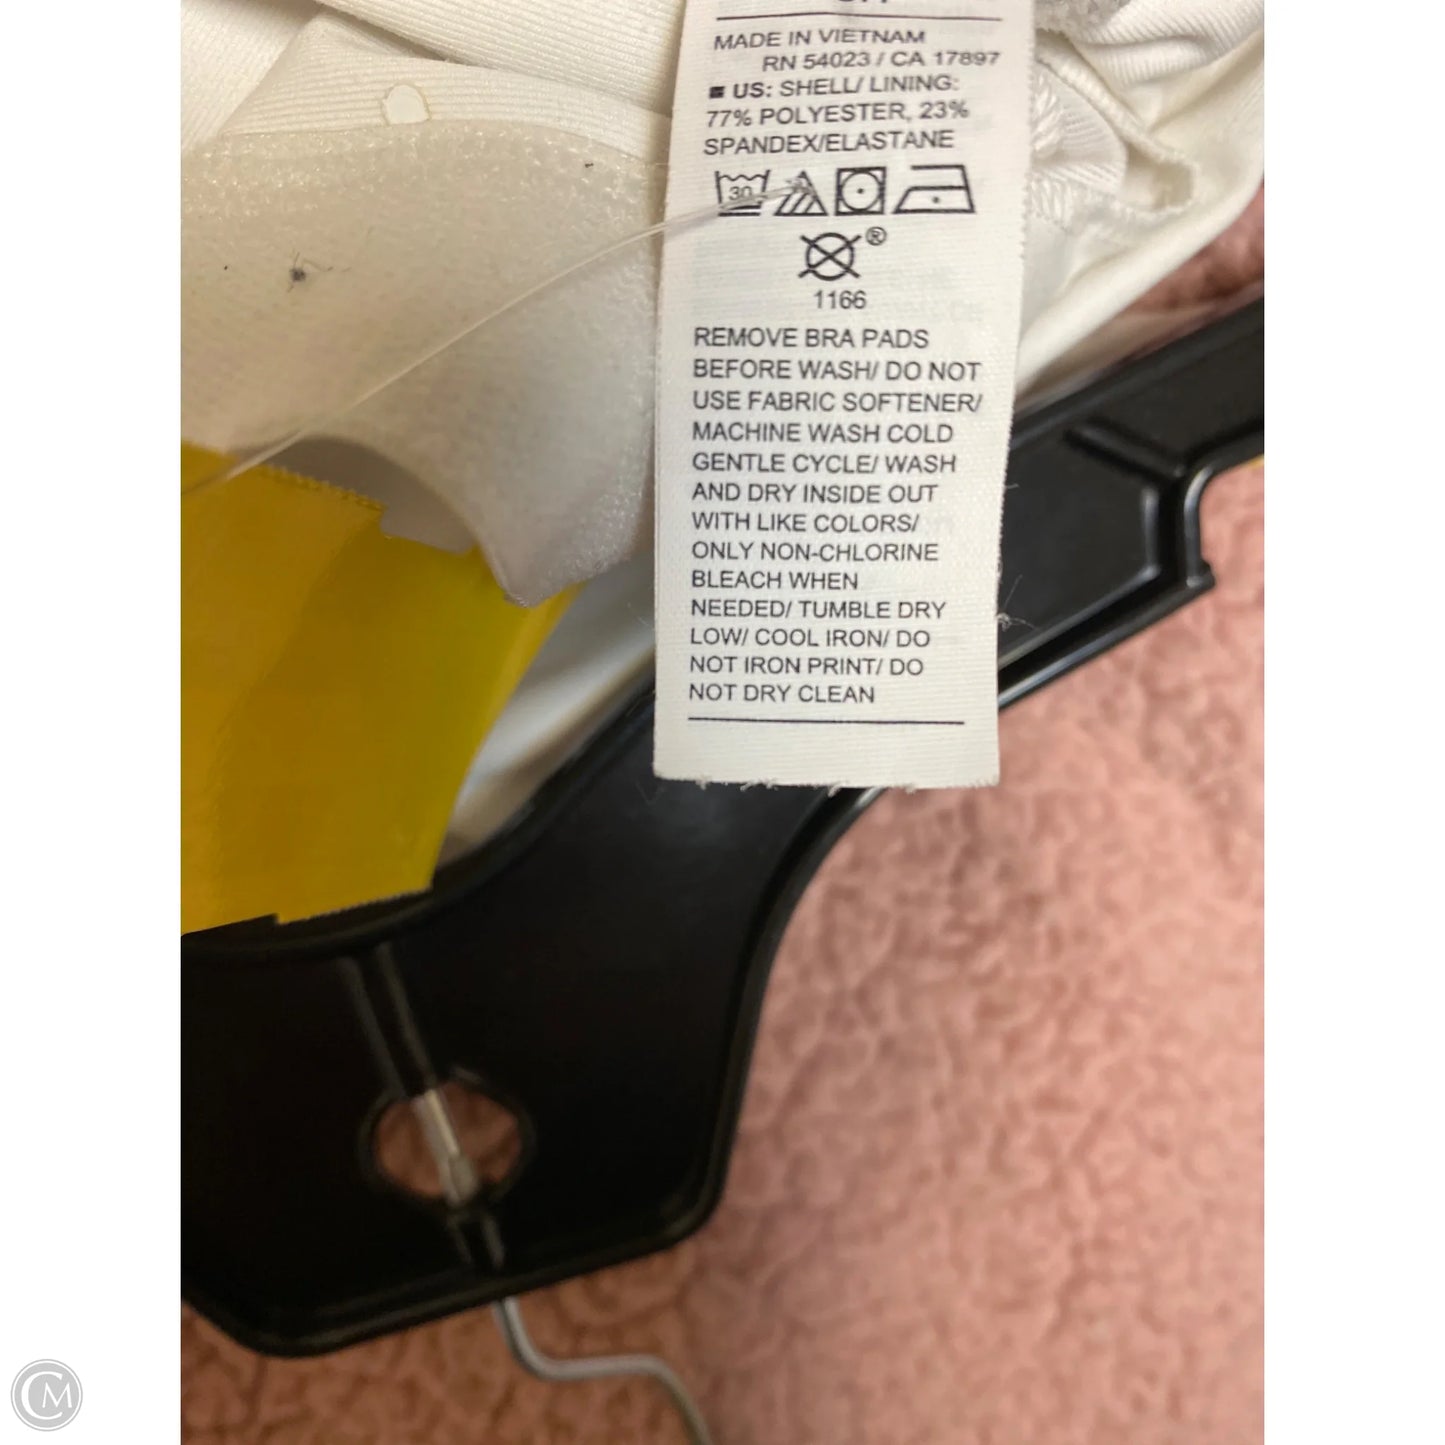 MADE IN VIETNAM
RN 54023 / CA 17897
US: SHELL/ LINING:
77% POLYESTER, 23%
SPANDEX/ELASTANE
30
®
1166
REMOVE BRA PADS
BEFORE WASH/ DO NOT
USE FABRIC SOFTENER/
MACHINE WASH COLD
GENTLE CYCLE/ WASH
AND DRY INSIDE OUT
WITH LIKE COLORS/
ONLY NON-CHLORINE
BLEACH WHEN
NEEDED/ TUMBLE DRY
LOW/ COOL IRON/ DO
NOT IRON PRINT/ DO
NOT DRY CLEAN
CM